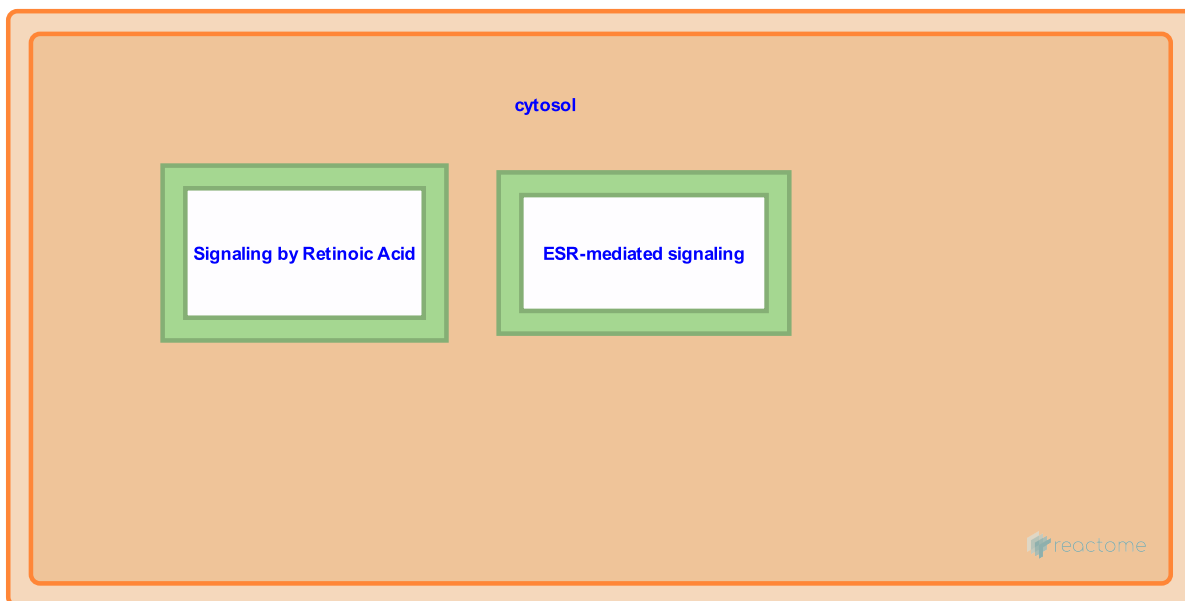 cytosol
Signaling by Retinoic Acid
ESR-mediated signaling
reactome